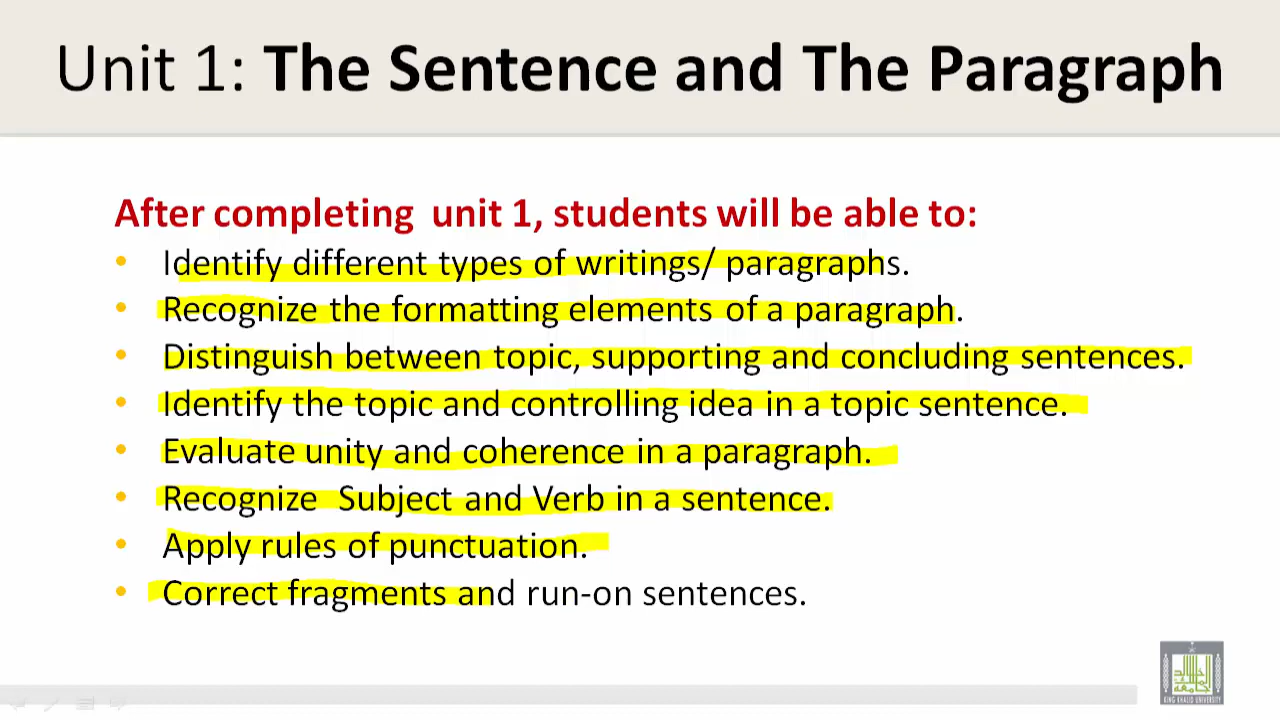 Unit 1: The Sentence and The Paragraph
After completing unit 1, students will be able to:
• Identify different types of writings/ paragraphs.
• Recognize the formatting elements of a paragraph.
• Distinguish between topic, supporting and concluding sentences.
• Identify the topic and controlling idea in a topic sentence.
• Evaluate unity and coherence in a paragraph.
• Recognize Subject and Verb in a sentence.
• Apply rules of punctuation.
• Correct fragments and run-on sentences.
KING KHALID UNIVERSITY